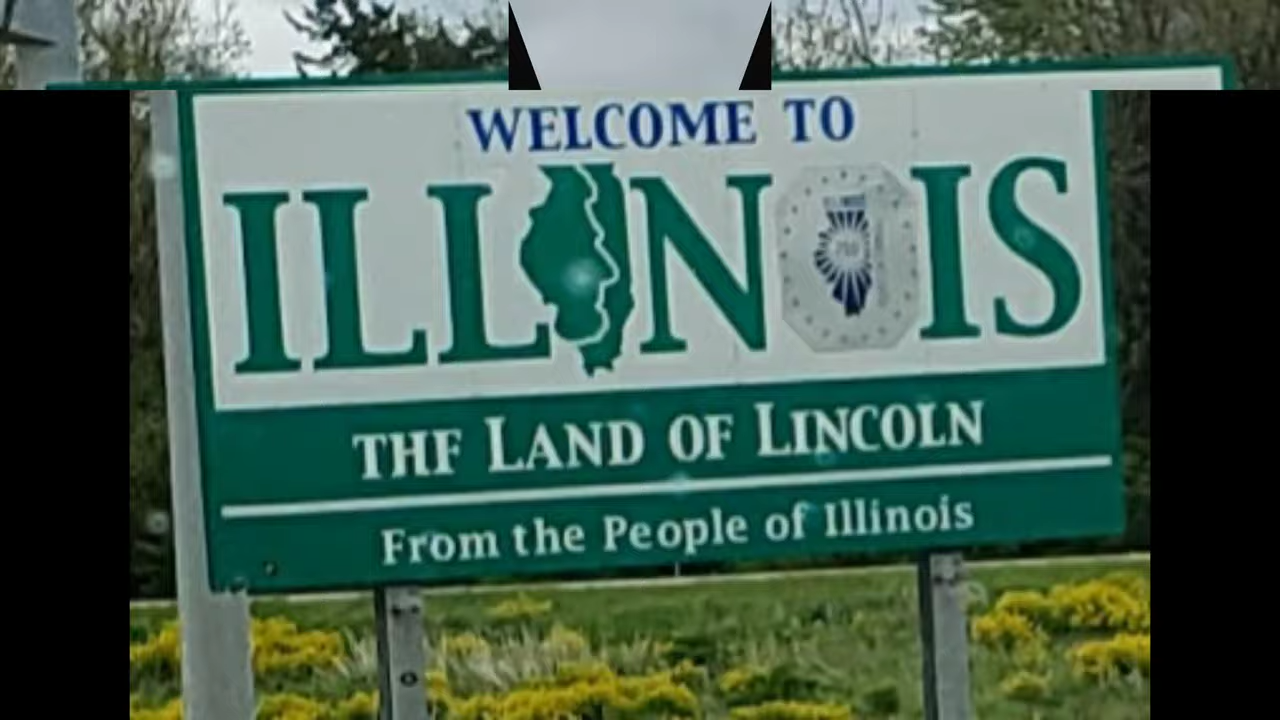 WELCOME TO
ILLINOIS
THF LAND OF LINCOLN
From the People of Illinois